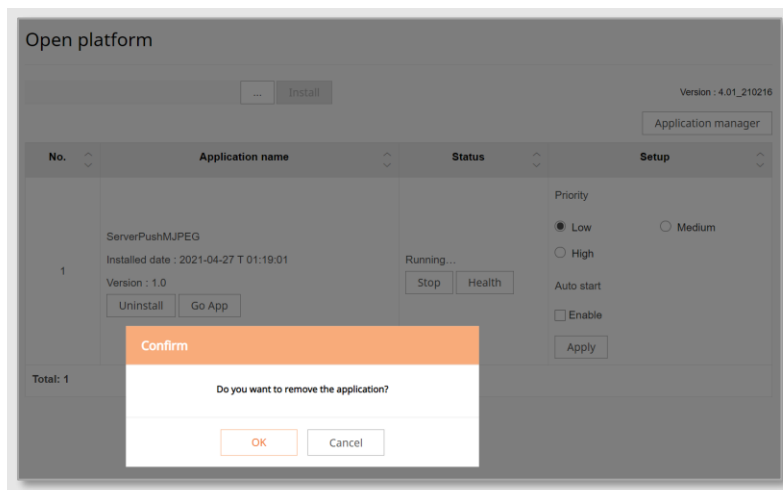 Open platform
... Install
Version : 4.01_210216
Application manager
No. Application name Status Setup
Priority
Low Medium
High
ServerPushMJPEG
Installed date : 2021-04-27 T 01:19:01
Version : 1.0
Uninstall Go App
1
Running...
Stop Health
Auto start
Enable
Apply
Total: 1
Confirm
Do you want to remove the application?
OK Cancel